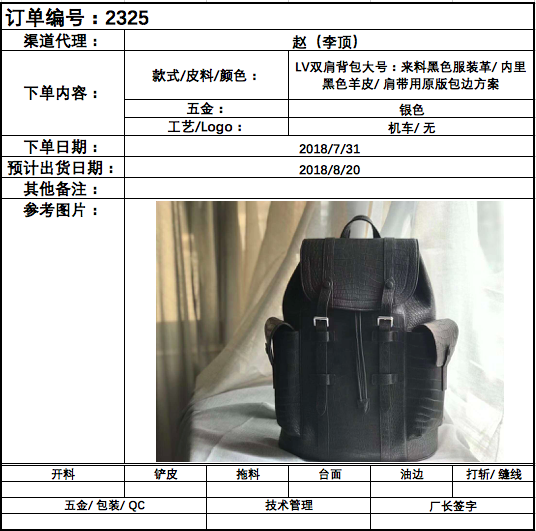 订单编号：2325
渠道代理：
赵（李顶）
下单内容：
款式/皮料/颜色：
LV双肩背包大号：来料黑色服装革/ 内里
黑色羊皮/ 肩带用原版包边方案
五金：
银色
工艺/Logo：
机车/ 无
下单日期：
2018/7/31
预计出货日期：
2018/8/20
其他备注：
参考图片：
开料
铲皮
拖料
台面
油边
打斩/ 缝线
五金/ 包装/ QC
技术管理
厂长签字